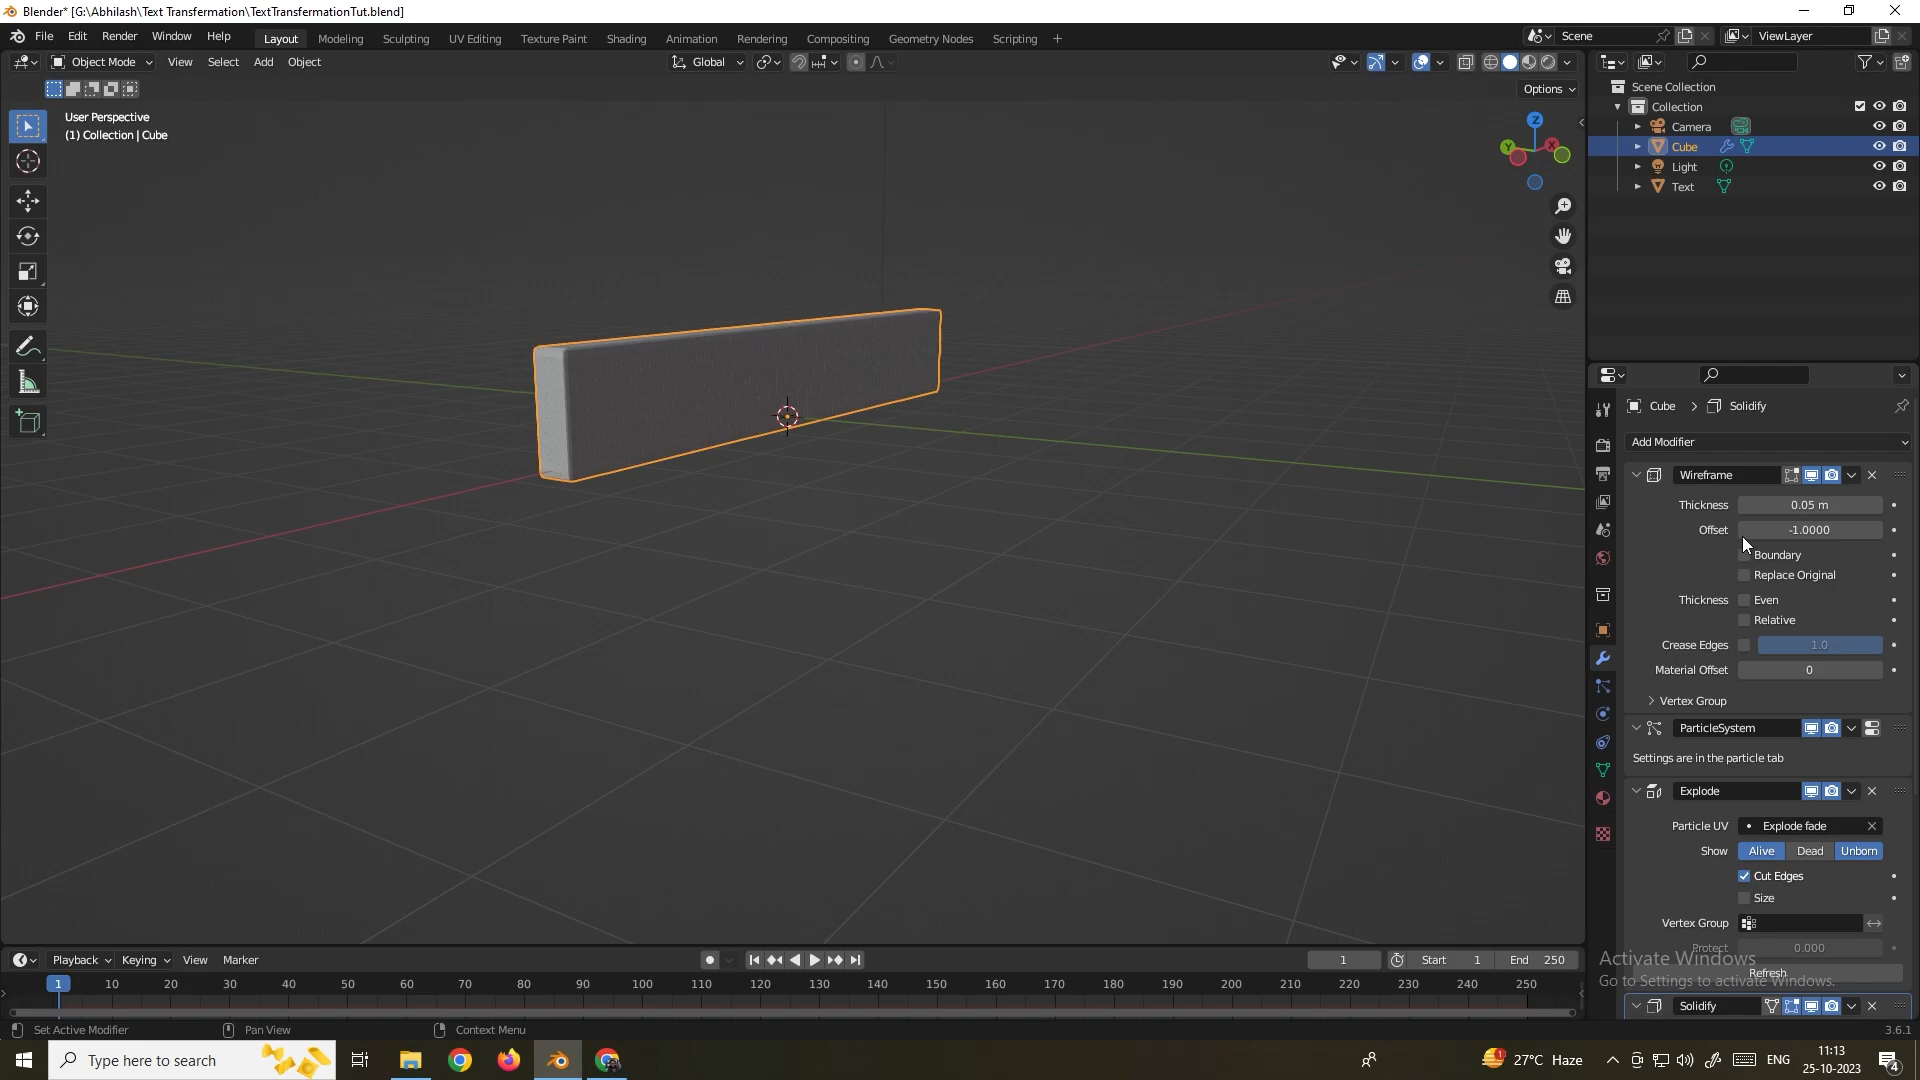 Blender* [G:\Abhilash\Text Transfermation\TextTransfermationTut.blend]
File Edit Render Window Help Layout Modeling Sculpting UV Editing Texture Paint Shading Animation Rendering Compositing Geometry Nodes Scripting + Scene ViewLayer
Object Mode View Select Add Object Global
Options
User Perspective
(1) Collection | Cube
Z
Y X
Scene Collection
Collection
Camera
Cube
Light
Text
Cube > Solidify
Add Modifier
Wireframe
Thickness 0.05 m
Offset -1.0000
Boundary
Replace Original
Thickness Even
Relative
Crease Edges 1.0
Material Offset 0
Vertex Group
ParticleSystem
Settings are in the particle tab
Explode
Particle UV Explode fade
Show Alive Dead Unborn
Cut Edges
Size
Vertex Group
Protect 0.000
Refresh
Solidify
Activate Windows
Go to Settings to activate Windows.
Playback Keying View Marker 1 Start 1 End 250
1 10 20 30 40 50 60 70 80 90 100 110 120 130 140 150 160 170 180 190 200 210 220 230 240 250
Set Active Modifier Pan View Context Menu 3.6.1
Type here to search 27°C Haze ENG 11:13
25-10-2023
1
4